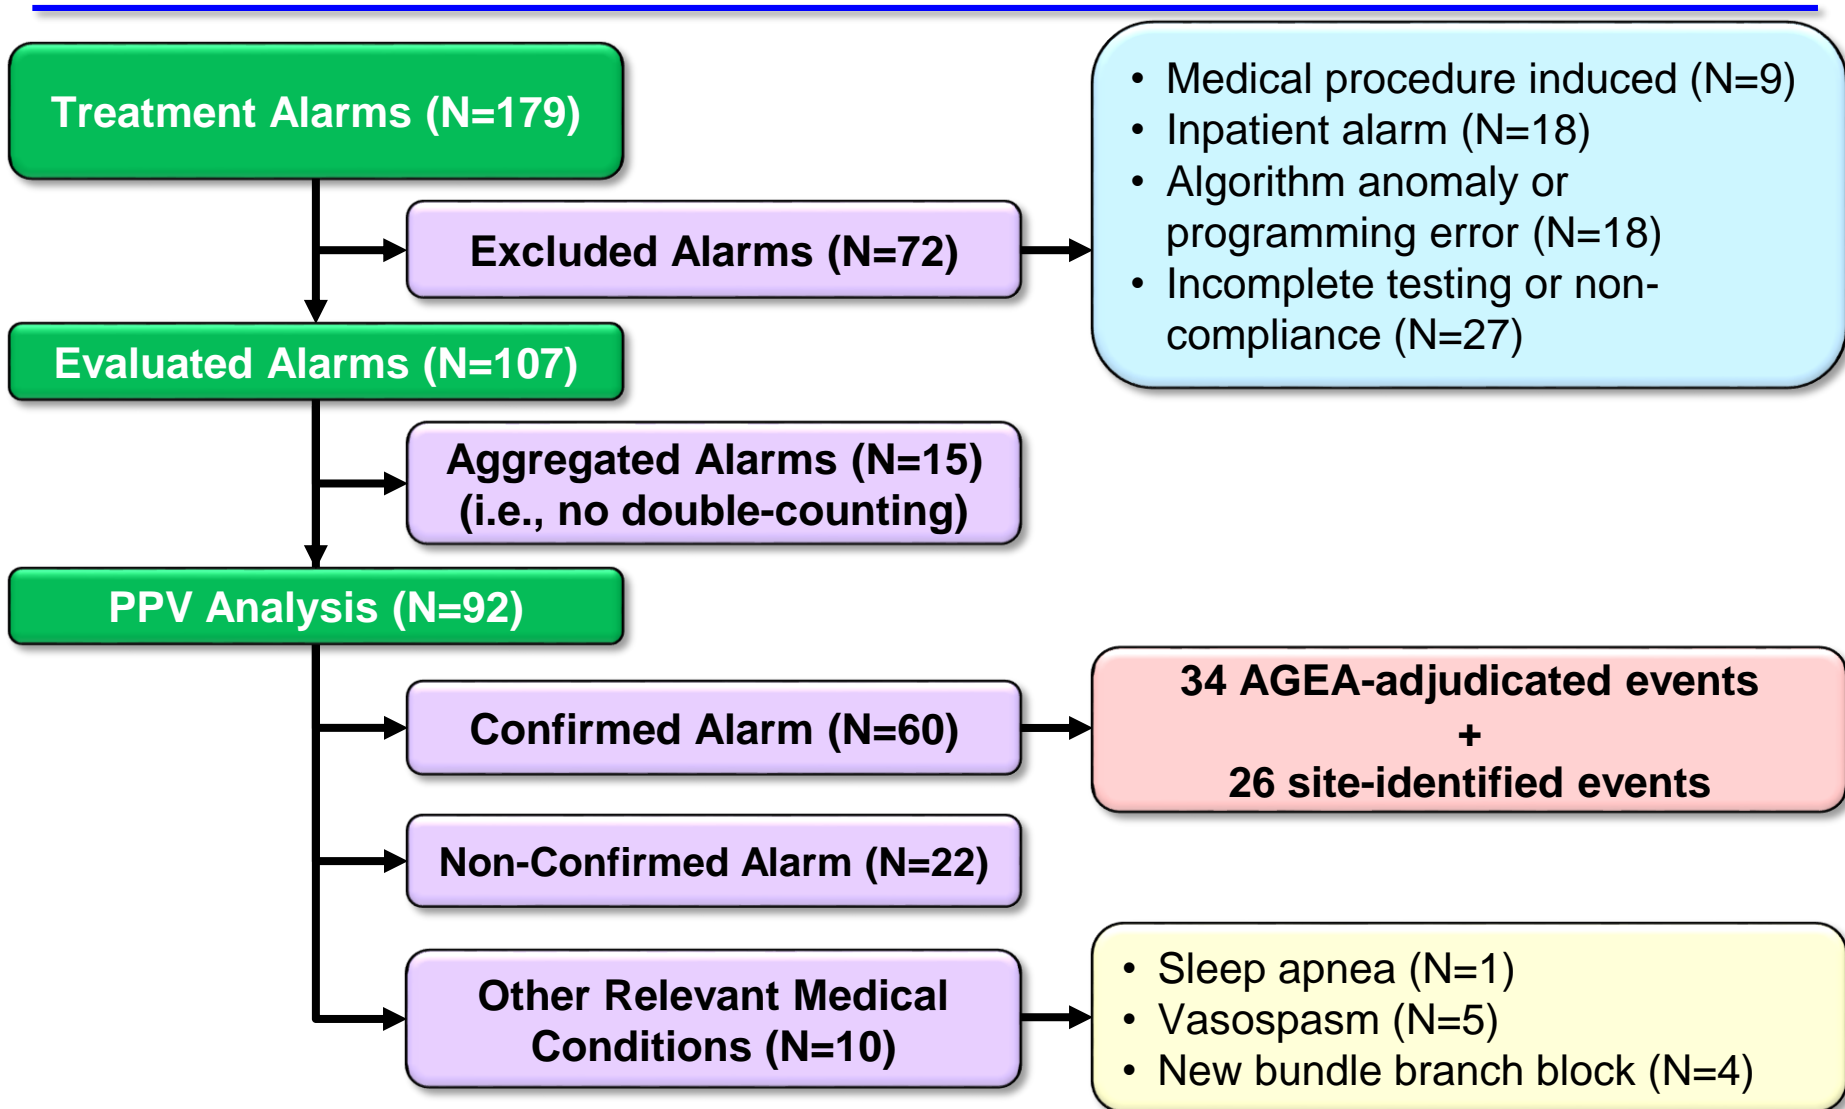 Treatment Alarms (N=179)
• Medical procedure induced (N=9)
• Inpatient alarm (N=18)
• Algorithm anomaly or
programming error (N=18)
• Incomplete testing or non-
compliance (N=27)
Excluded Alarms (N=72)
Evaluated Alarms (N=107)
Aggregated Alarms (N=15)
(i.e., no double-counting)
PPV Analysis (N=92)
Confirmed Alarm (N=60)
34 AGEA-adjudicated events
+
26 site-identified events
Non-Confirmed Alarm (N=22)
Other Relevant Medical
Conditions (N=10)
• Sleep apnea (N=1)
• Vasospasm (N=5)
• New bundle branch block (N=4)